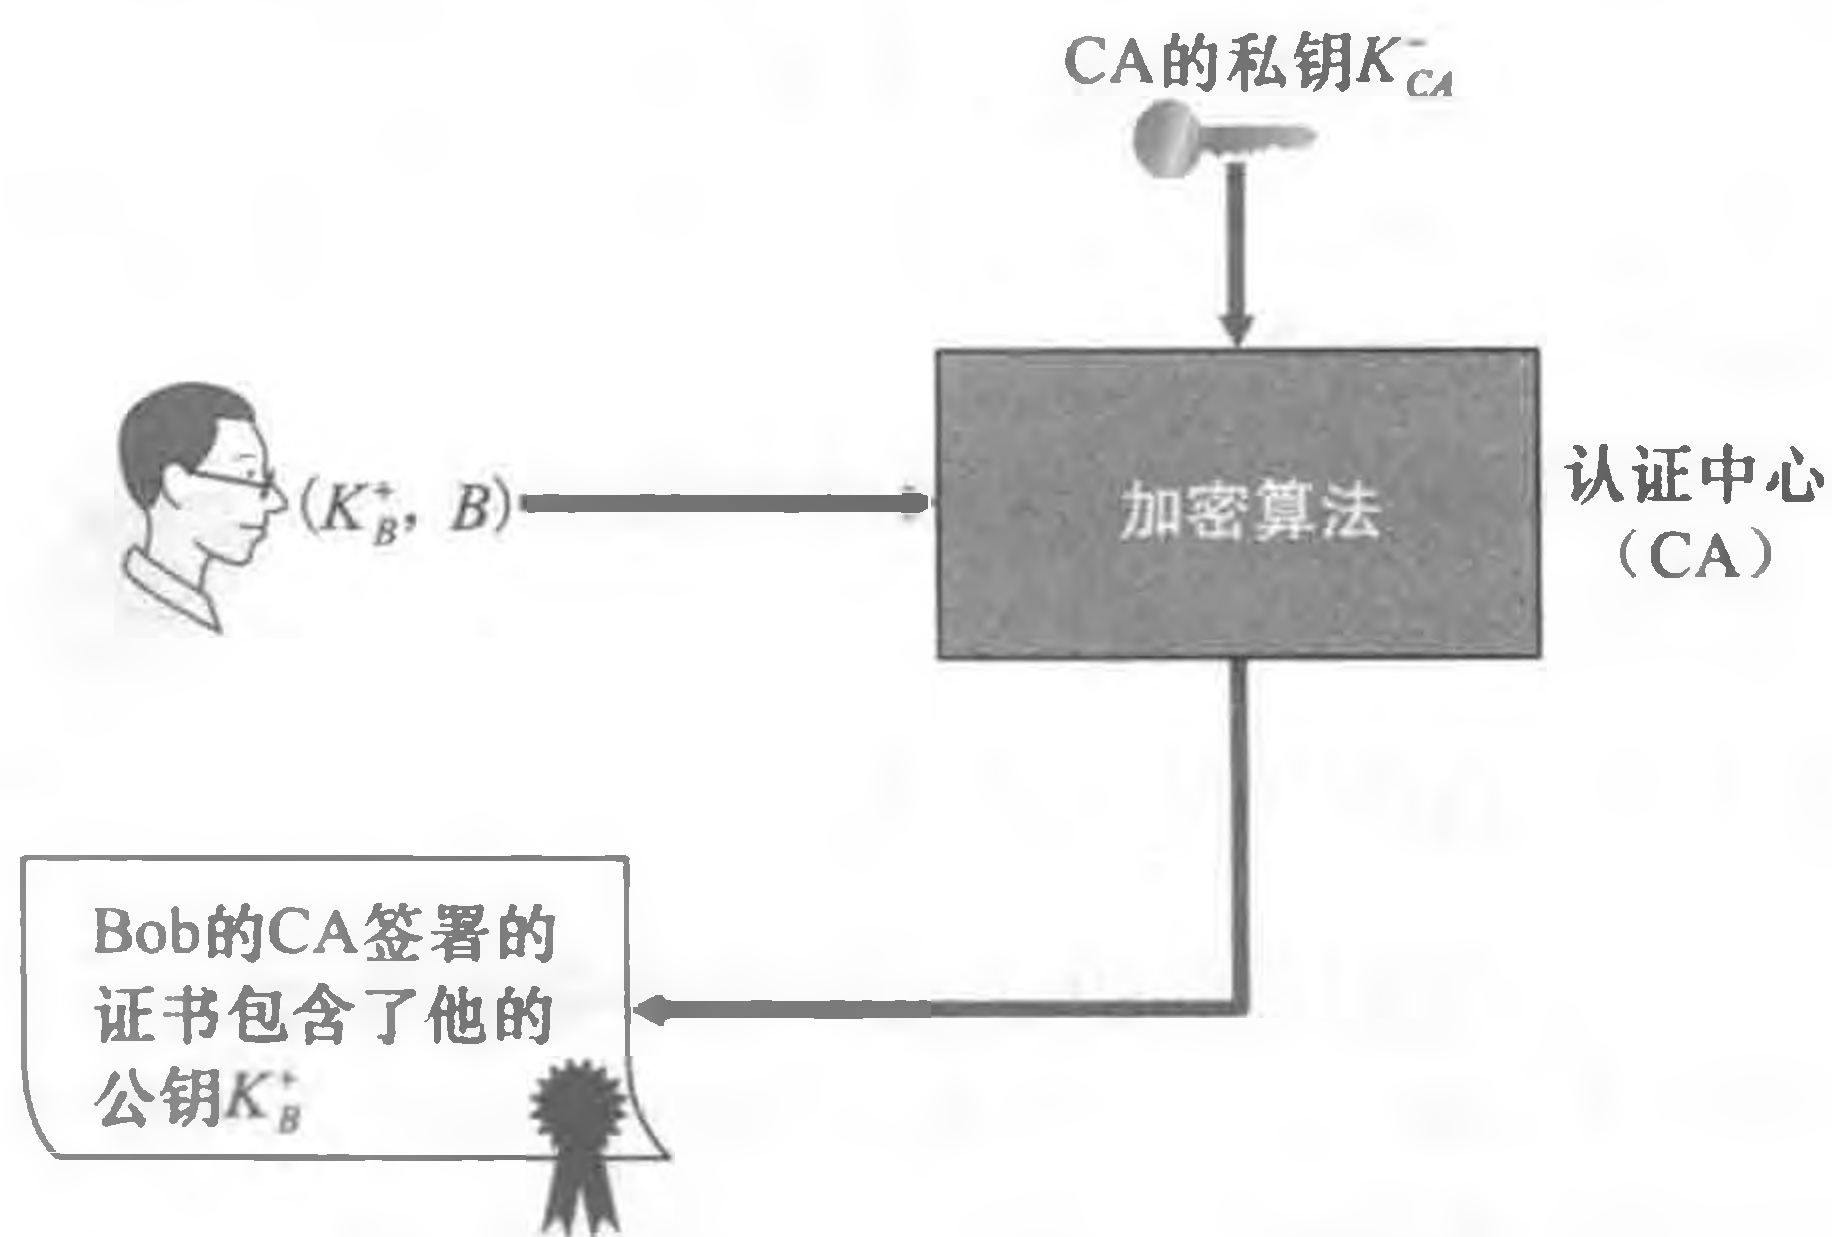 CA的私钥K⁻CA
(K⁺B, B)
加密算法
认证中心
（CA）
Bob的CA签署的
证书包含了他的
公钥K⁺B